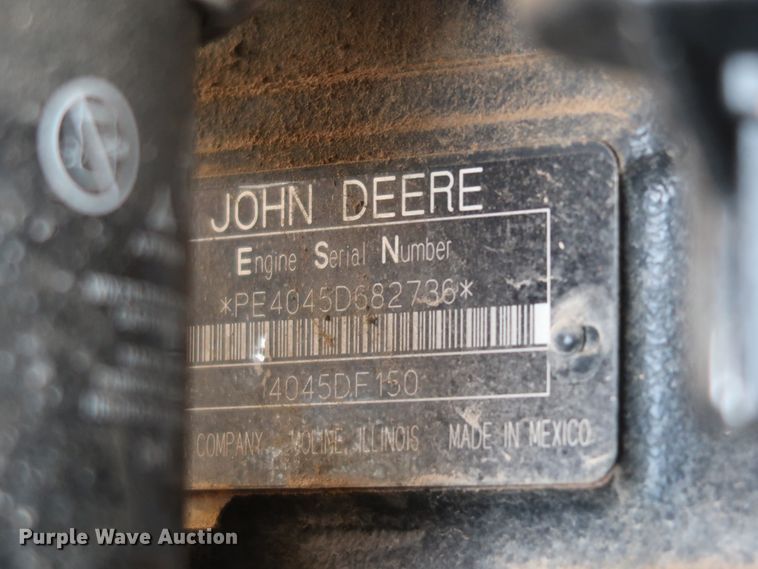 JOHN DEERE
Engine Serial Number
*PE4045D682736*
4045DF150
COMPANY MOLINE, ILLINOIS MADE IN MEXICO
Purple Wave Auction